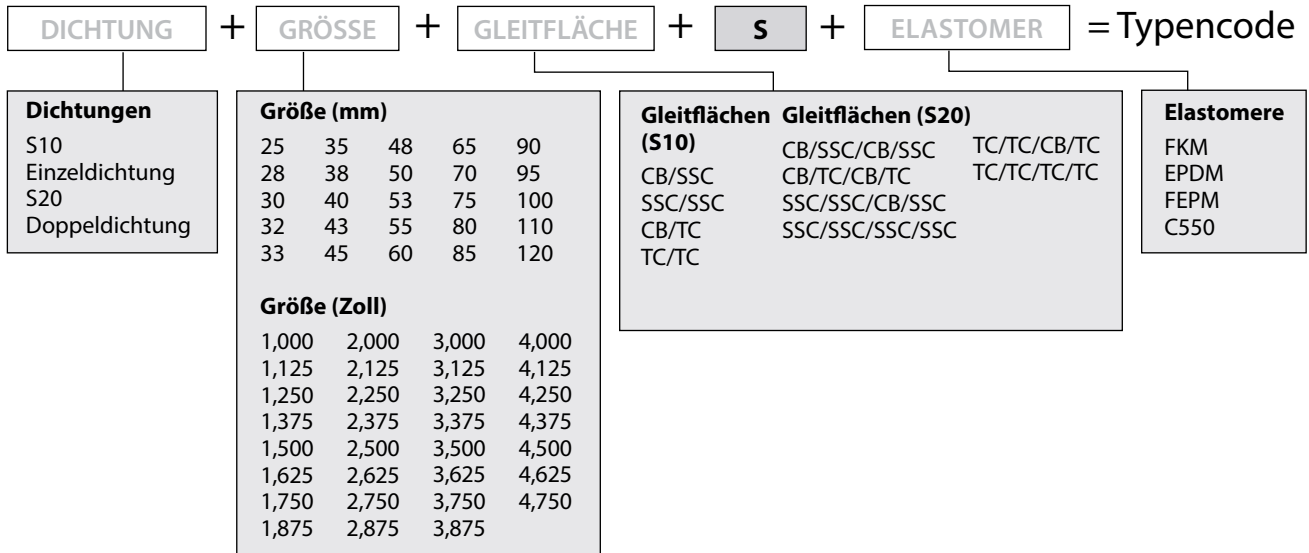 DICHTUNG + GRÖSSE + GLEITFLÄCHE + S + ELASTOMER = Typencode
Dichtungen
S10
Einzeldichtung
S20
Doppeldichtung
Größe (mm)
25 35 48 65 90
28 38 50 70 95
30 40 53 75 100
32 43 55 80 110
33 45 60 85 120
Größe (Zoll)
1,000 2,000 3,000 4,000
1,125 2,125 3,125 4,125
1,250 2,250 3,250 4,250
1,375 2,375 3,375 4,375
1,500 2,500 3,500 4,500
1,625 2,625 3,625 4,625
1,750 2,750 3,750 4,750
1,875 2,875 3,875
Gleitflächen
(S10)
CB/SSC
SSC/SSC
CB/TC
TC/TC
Gleitflächen (S20)
CB/SSC/CB/SSC
CB/TC/CB/TC
SSC/SSC/CB/SSC
SSC/SSC/SSC/SSC
TC/TC/CB/TC
TC/TC/TC/TC
Elastomere
FKM
EPDM
FEPM
C550